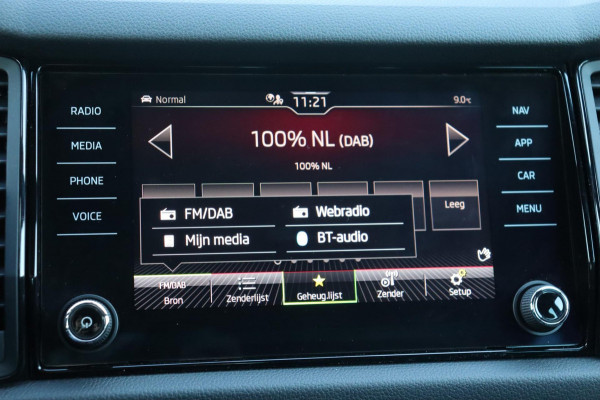 RADIO
MEDIA
PHONE
VOICE
Normal
11:21
9.0°C
100% NL (DAB)
100% NL
FM/DAB
Webradio
Mijn media
BT-audio
Leeg
FM/DAB
Bron
Zenderlijst
Geheug.lijst
Zender
Setup
NAV
APP
CAR
MENU